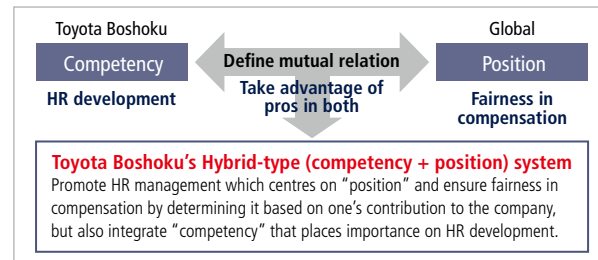 Toyota Boshoku
Global
Competency
Define mutual relation
Position
HR development
Take advantage of
pros in both
Fairness in
compensation
Toyota Boshoku's Hybrid-type (competency + position) system
Promote HR management which centres on “position” and ensure fairness in
compensation by determining it based on one's contribution to the company,
but also integrate “competency” that places importance on HR development.